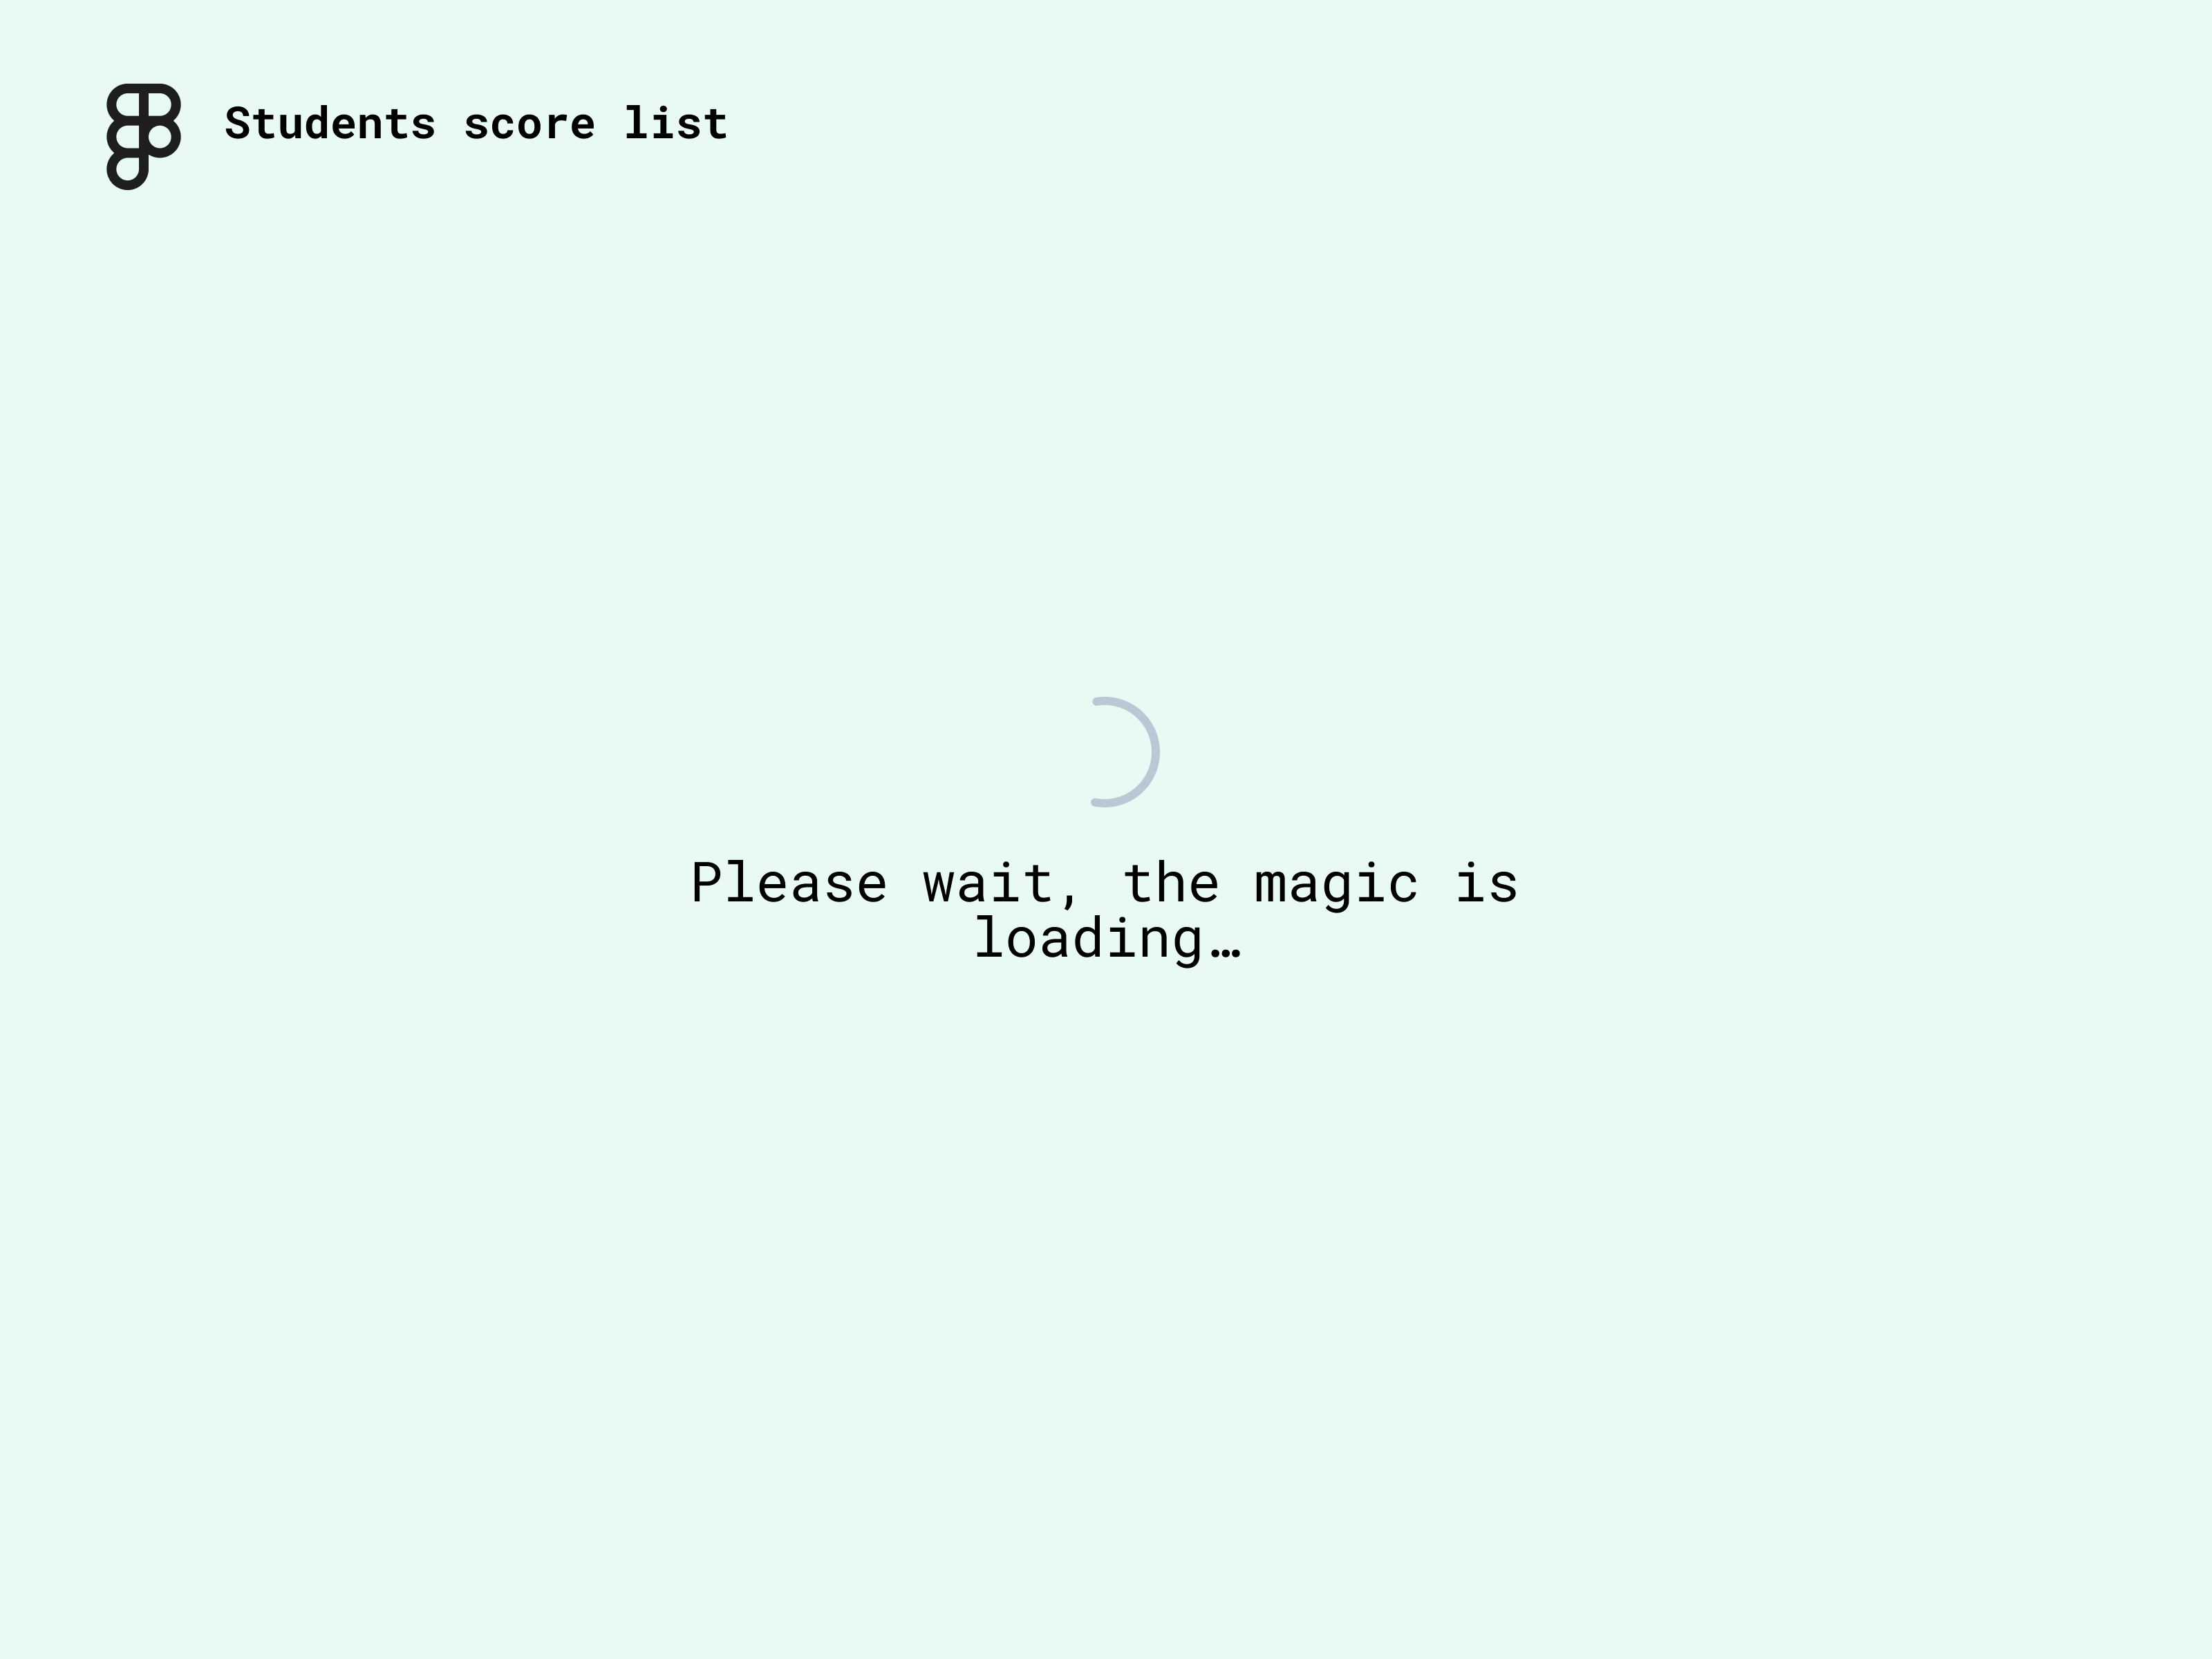 Students score list
Please wait, the magic is
loading…